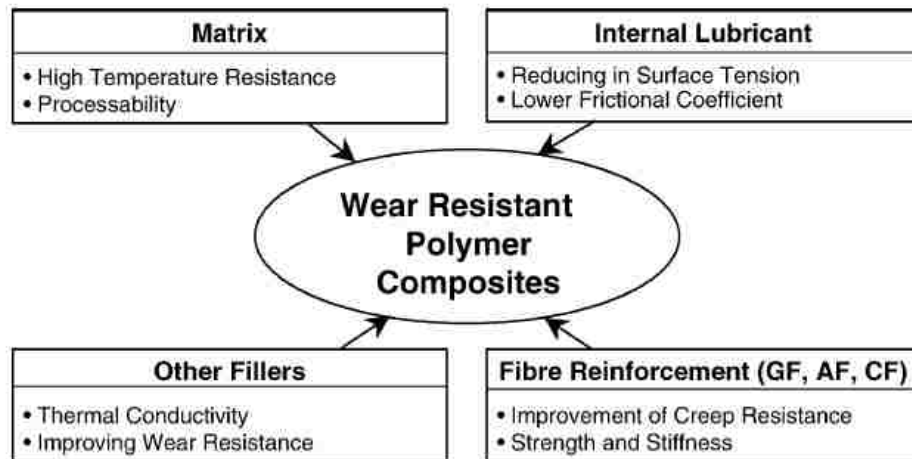 Matrix
• High Temperature Resistance
• Processability
Internal Lubricant
• Reducing in Surface Tension
• Lower Frictional Coefficient
Wear Resistant
Polymer
Composites
Other Fillers
• Thermal Conductivity
• Improving Wear Resistance
Fibre Reinforcement (GF, AF, CF)
• Improvement of Creep Resistance
• Strength and Stiffness